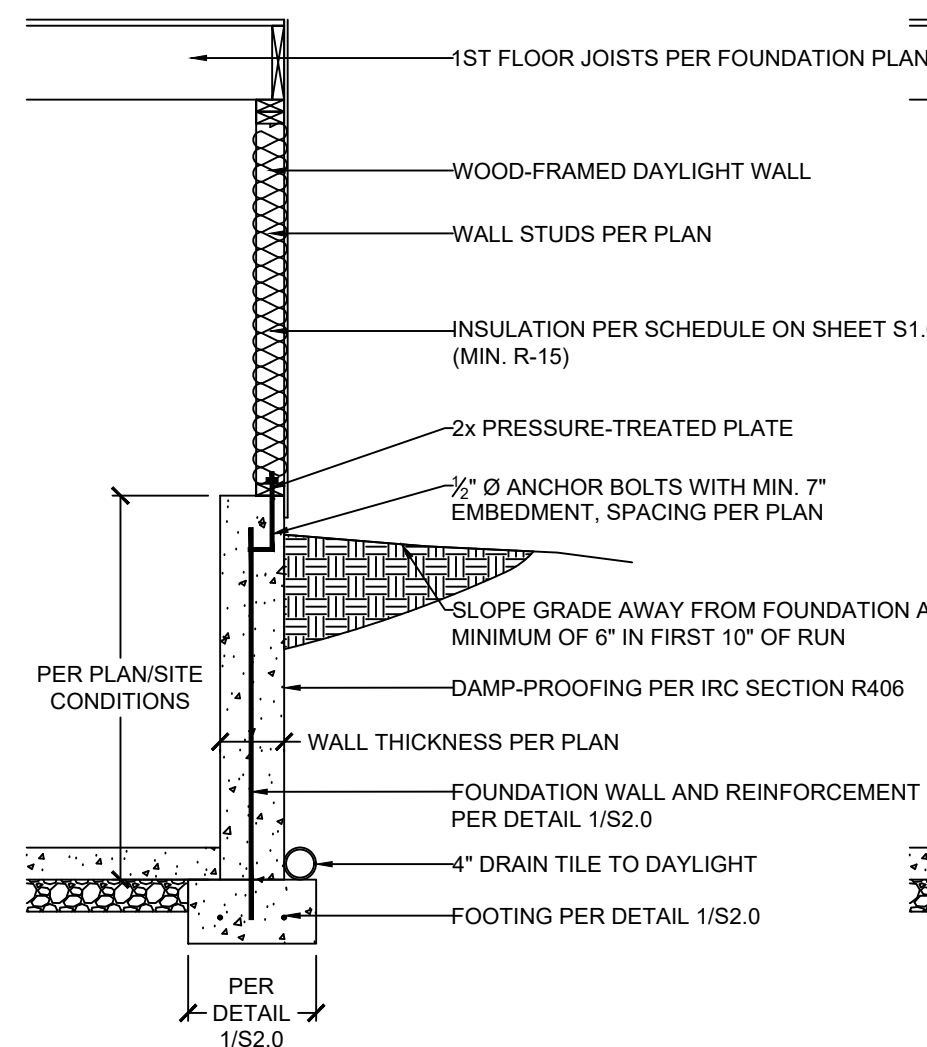 1ST FLOOR JOISTS PER FOUNDATION PLAN
WOOD-FRAMED DAYLIGHT WALL
WALL STUDS PER PLAN
INSULATION PER SCHEDULE ON SHEET S1.
(MIN. R-15)
2x PRESSURE-TREATED PLATE
½" Ø ANCHOR BOLTS WITH MIN. 7"
EMBEDMENT, SPACING PER PLAN
SLOPE GRADE AWAY FROM FOUNDATION A
MINIMUM OF 6" IN FIRST 10" OF RUN
PER PLAN/SITE
CONDITIONS
DAMP-PROOFING PER IRC SECTION R406
WALL THICKNESS PER PLAN
FOUNDATION WALL AND REINFORCEMENT
PER DETAIL 1/S2.0
4" DRAIN TILE TO DAYLIGHT
FOOTING PER DETAIL 1/S2.0
PER
DETAIL
1/S2.0